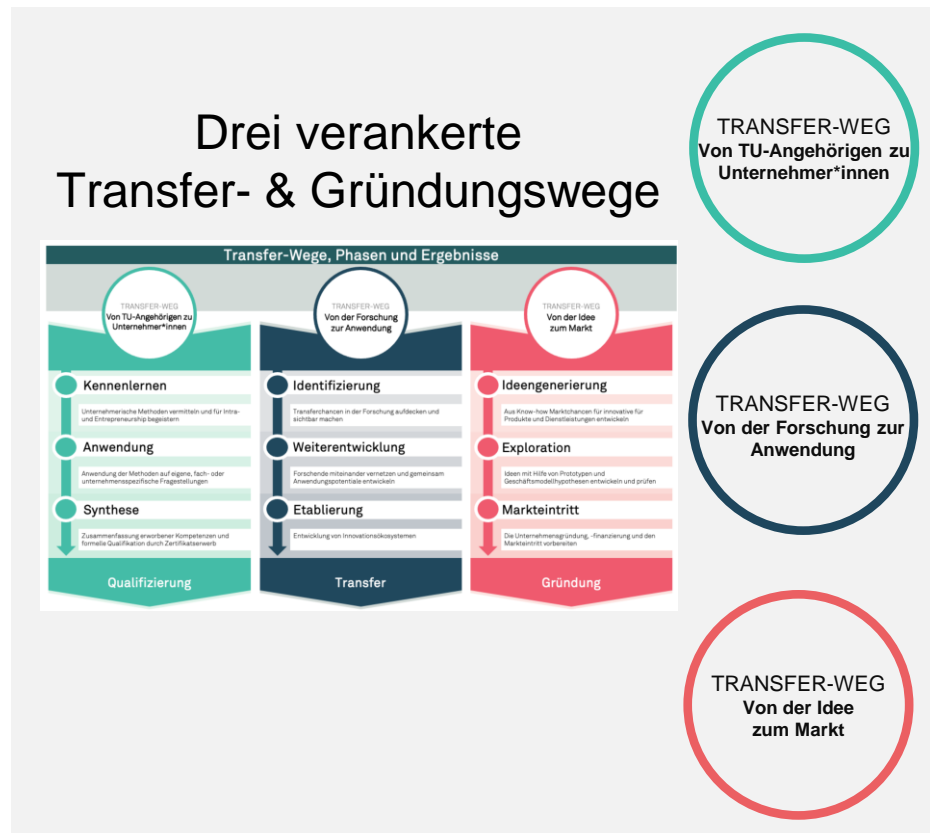 Drei verankerte
Transfer- & Gründungswege
Transfer-Wege, Phasen und Ergebnisse
TRANSFER-WEG
Von TU-Angehörigen zu
Unternehmer*innen
Kennenlernen
Unternehmerische Methoden vermitteln und für Intra-
und Entrepreneurship begeistern
Anwendung
Anwendung der Methoden auf eigene, fach- oder
unternehmensspezifische Fragestellungen
Synthese
Zusammenfassung erworbener Kompetenzen und
formelle Qualifikation durch Zertifikatserwerb
Qualifizierung
TRANSFER-WEG
Von der Forschung
zur Anwendung
Identifizierung
Transferchancen in der Forschung aufdecken und
sichtbar machen
Weiterentwicklung
Forschende miteinander vernetzen und gemeinsam
Anwendungspotentiale entwickeln
Etablierung
Entwicklung von Innovationsökosystemen
Transfer
TRANSFER-WEG
Von der Idee
zum Markt
Ideengenerierung
Aus Know-how Marktchancen für innovative für
Produkte und Dienstleistungen entwickeln
Exploration
Ideen mit Hilfe von Prototypen und
Geschäftsmodellhypothesen entwickeln und prüfen
Markteintritt
Die Unternehmensgründung, -finanzierung und den
Markteintritt vorbereiten
Gründung
TRANSFER-WEG
Von TU-Angehörigen zu
Unternehmer*innen
TRANSFER-WEG
Von der Forschung zur
Anwendung
TRANSFER-WEG
Von der Idee
zum Markt